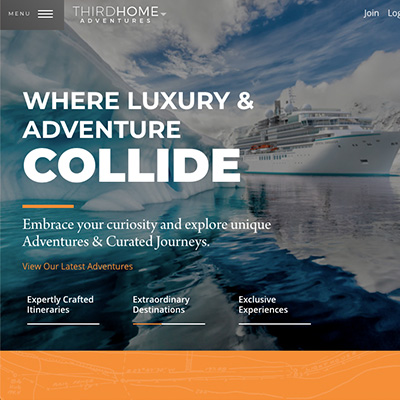 MENU
THIRDHOME
ADVENTURES
Join
WHERE LUXURY &
ADVENTURE
COLLIDE
Embrace your curiosity and explore unique
Adventures & Curated Journeys.
View Our Latest Adventures
Expertly Crafted
Itineraries
Extraordinary
Destinations
Exclusive
Experiences